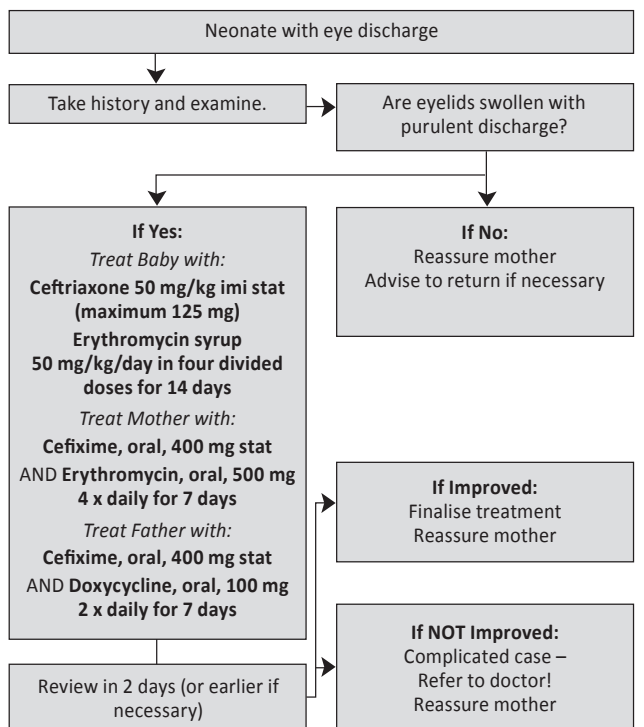 Neonate with eye discharge
Take history and examine.
Are eyelids swollen with
purulent discharge?
If Yes:
Treat Baby with:
Ceftriaxone 50 mg/kg imi stat
(maximum 125 mg)
Erythromycin syrup
50 mg/kg/day in four divided
doses for 14 days
Treat Mother with:
Cefixime, oral, 400 mg stat
AND Erythromycin, oral, 500 mg
4 x daily for 7 days
Treat Father with:
Cefixime, oral, 400 mg stat
AND Doxycycline, oral, 100 mg
2 x daily for 7 days
If No:
Reassure mother
Advise to return if necessary
Review in 2 days (or earlier if
necessary)
If Improved:
Finalise treatment
Reassure mother
If NOT Improved:
Complicated case –
Refer to doctor!
Reassure mother